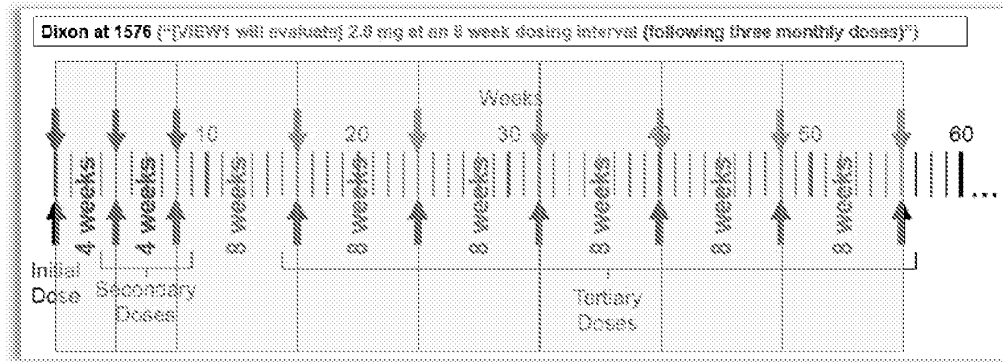 Dixon at 1576 ("[VIEW1 will evaluate] 2.0 mg at an 8 week dosing interval (following three monthly doses)")
Weeks
10 20 30 40 50 60
4 weeks 4 weeks 8 weeks 8 weeks 8 weeks 8 weeks 8 weeks 8 weeks ...
Initial
Dose
Secondary
Doses
Tertiary
Doses